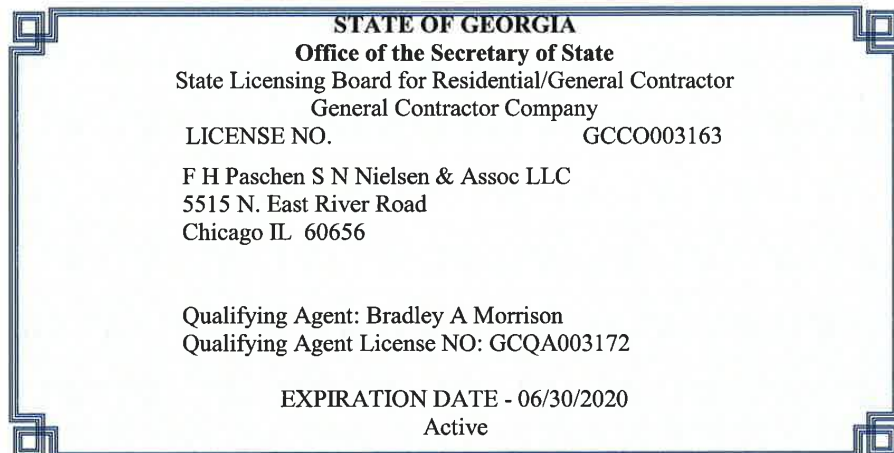 STATE OF GEORGIA
Office of the Secretary of State
State Licensing Board for Residential/General Contractor
General Contractor Company
LICENSE NO. GCCO003163
F H Paschen S N Nielsen & Assoc LLC
5515 N. East River Road
Chicago IL 60656
Qualifying Agent: Bradley A Morrison
Qualifying Agent License NO: GCQA003172
EXPIRATION DATE - 06/30/2020
Active